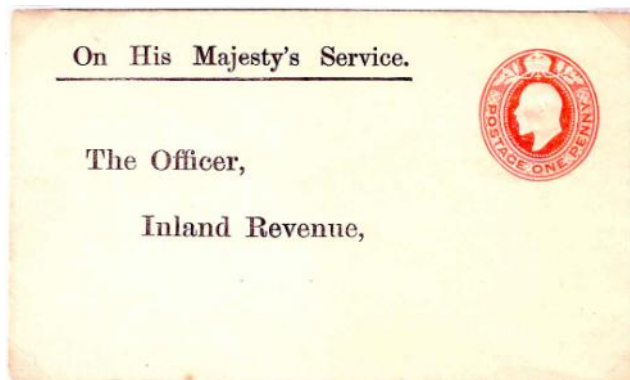 On His Majesty's Service.
POSTAGE ONE PENNY
The Officer,
Inland Revenue,